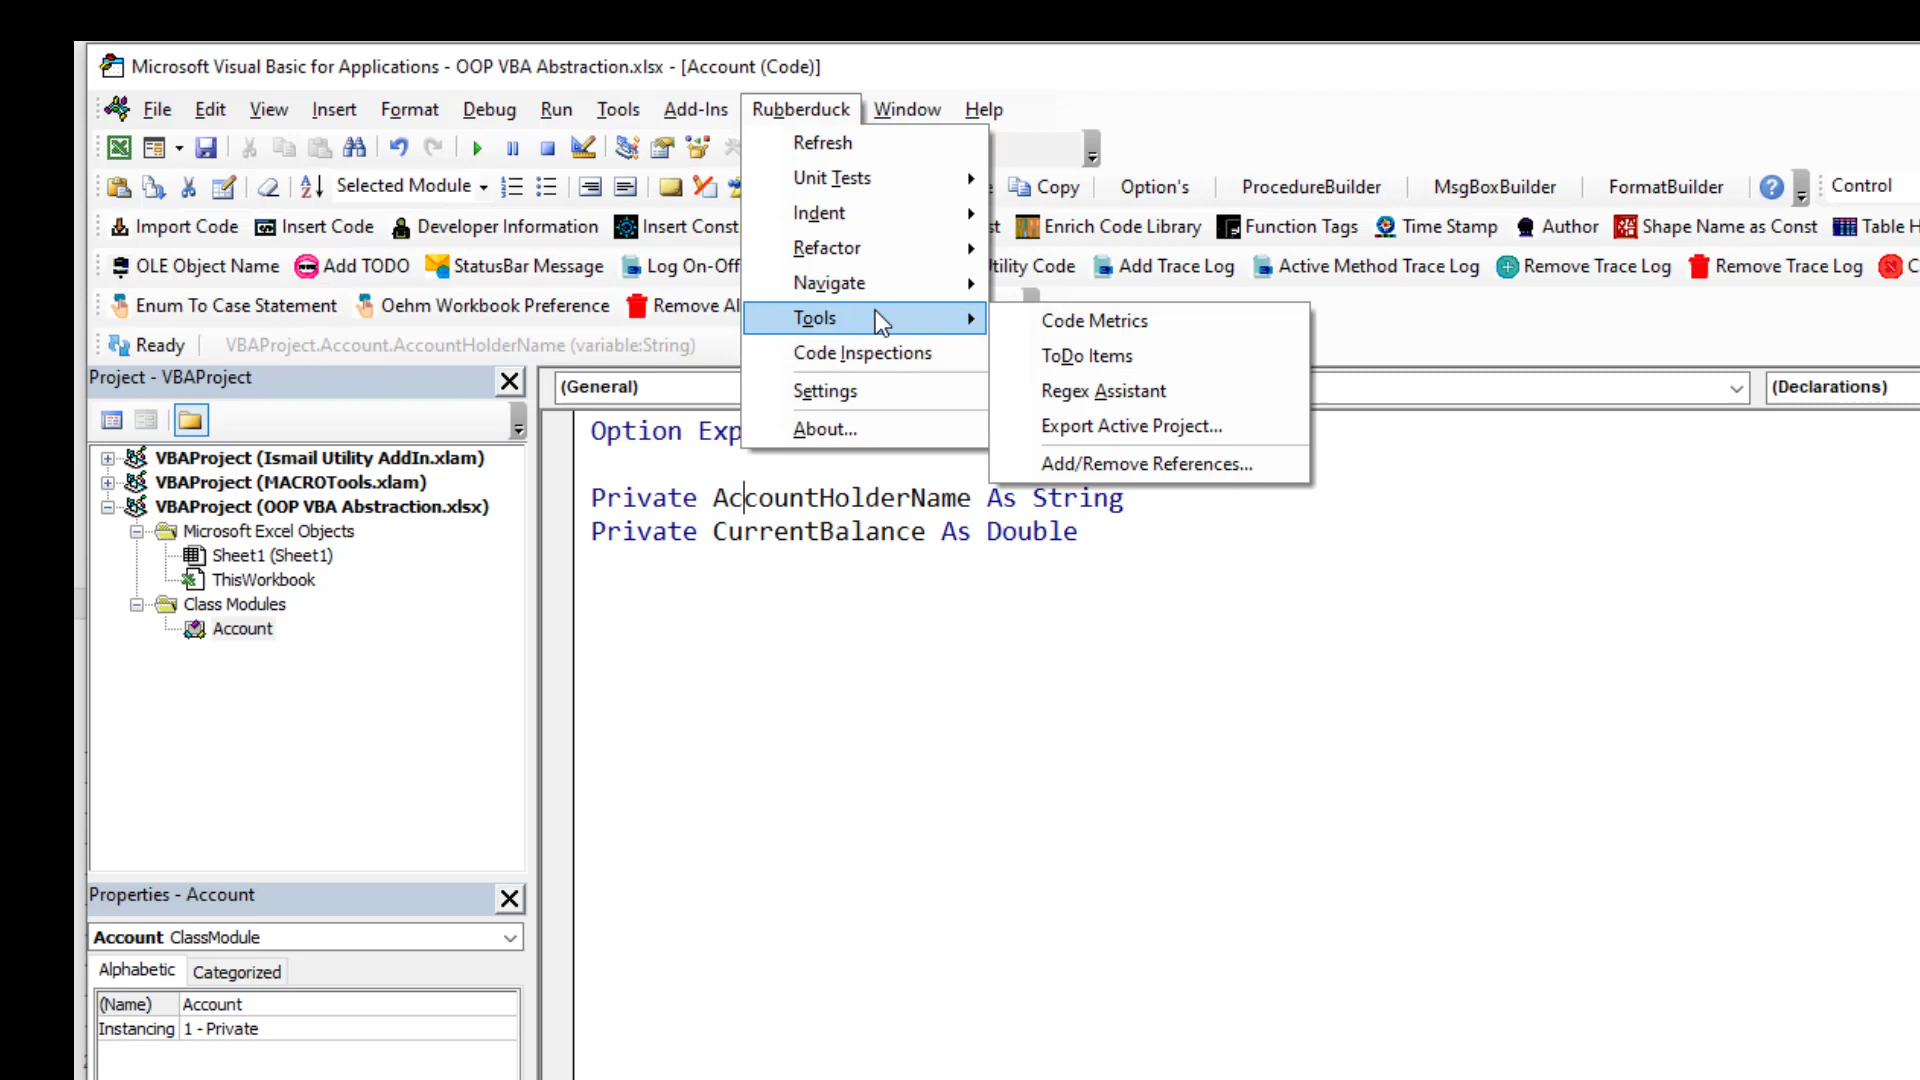 Microsoft Visual Basic for Applications - OOP VBA Abstraction.xlsx - [Account (Code)]
File Edit View Insert Format Debug Run Tools Add-Ins Rubberduck Window Help
Selected Module Copy Option's ProcedureBuilder MsgBoxBuilder FormatBuilder Control
Import Code Insert Code Developer Information Insert Const Enrich Code Library Function Tags Time Stamp Author Shape Name as Const Table H
OLE Object Name Add TODO StatusBar Message Log On-Off tility Code Add Trace Log Active Method Trace Log Remove Trace Log Remove Trace Log C
Enum To Case Statement Oehm Workbook Preference Remove Al
Ready VBAProject.Account.AccountHolderName (variable:String)
Refresh
Unit Tests
Indent
Refactor
Navigate
Tools
Code Inspections
Settings
About...
Code Metrics
ToDo Items
Regex Assistant
Export Active Project...
Add/Remove References...
Project - VBAProject
VBAProject (Ismail Utility AddIn.xlam)
VBAProject (MACROTools.xlam)
VBAProject (OOP VBA Abstraction.xlsx)
Microsoft Excel Objects
Sheet1 (Sheet1)
ThisWorkbook
Class Modules
Account
(General) (Declarations)
Option Exp
Private AccountHolderName As String
Private CurrentBalance As Double
Properties - Account
Account ClassModule
Alphabetic Categorized
(Name) Account
Instancing 1 - Private